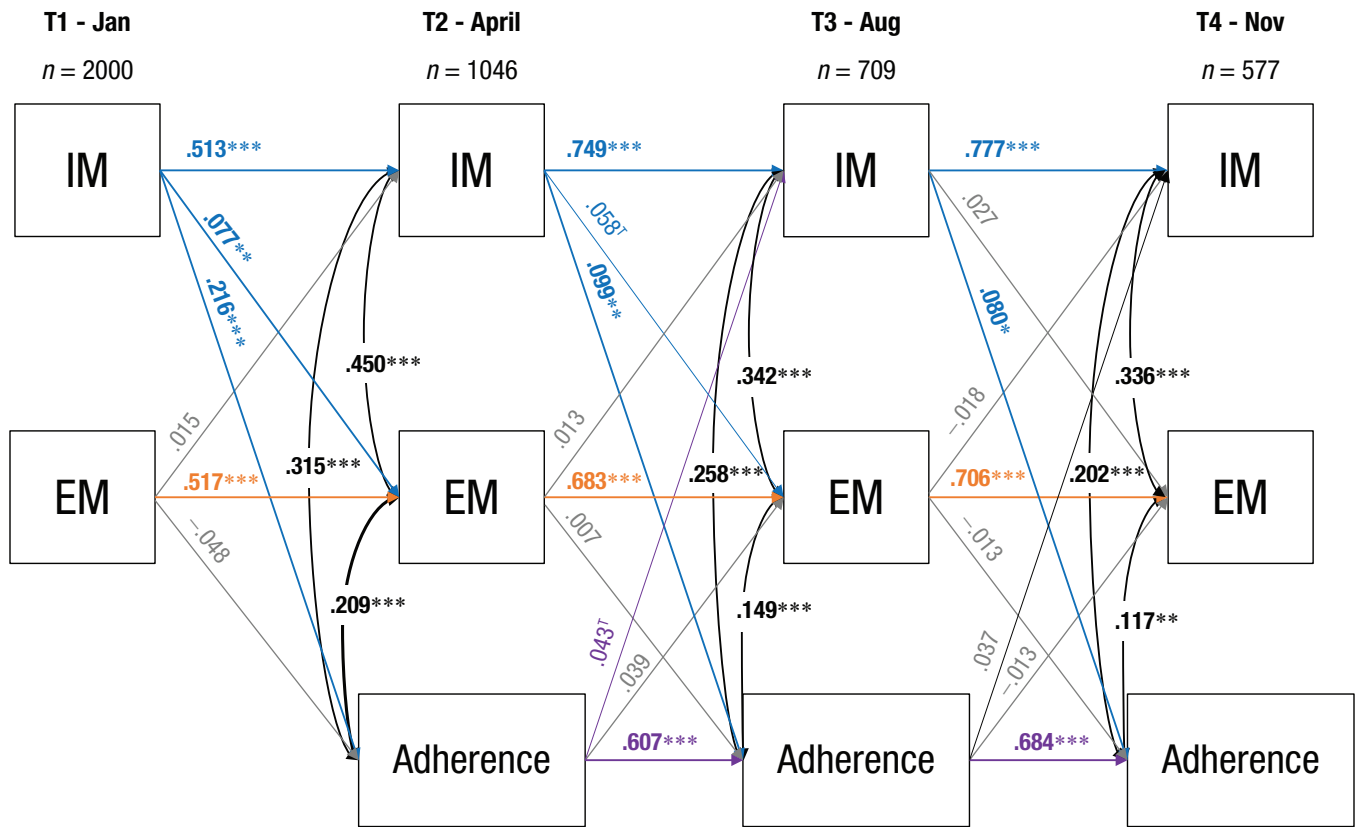 T1 - Jan
T2 - April
T3 - Aug
T4 - Nov
n = 2000
n = 1046
n = 709
n = 577
IM
IM
IM
IM
.513***
.749***
.777***
.077**
.216***
.058ᵀ
.099**
.027
.080*
.450***
.342***
.336***
.015
.013
–.018
.315***
.258***
.202***
EM
EM
EM
EM
.517***
.683***
.706***
–.048
.007
–.013
.209***
.149***
.117**
.043ᵀ
.039
.037
–.013
Adherence
Adherence
Adherence
.607***
.684***